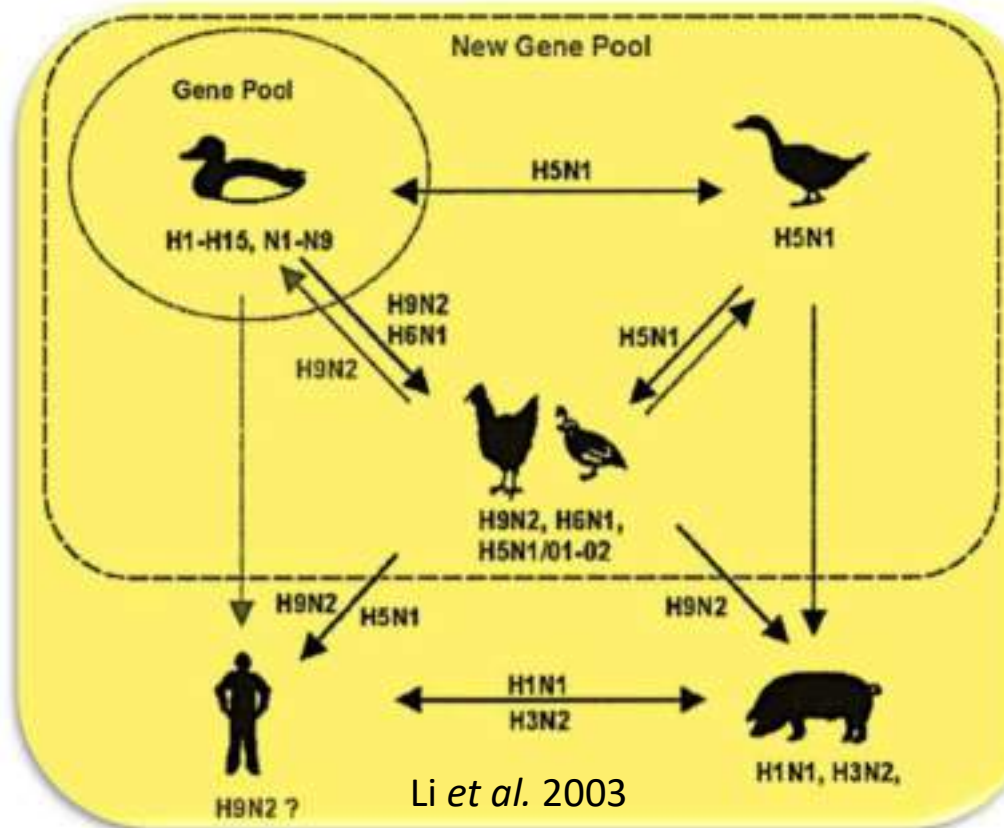 New Gene Pool
Gene Pool
H5N1
H1-H15, N1-N9
H5N1
H9N2
H6N1
H9N2
H5N1
H9N2, H6N1,
H5N1/01-02
H9N2
H5N1
H9N2
H1N1
H3N2
H1N1, H3N2,
H9N2 ?
Li et al. 2003